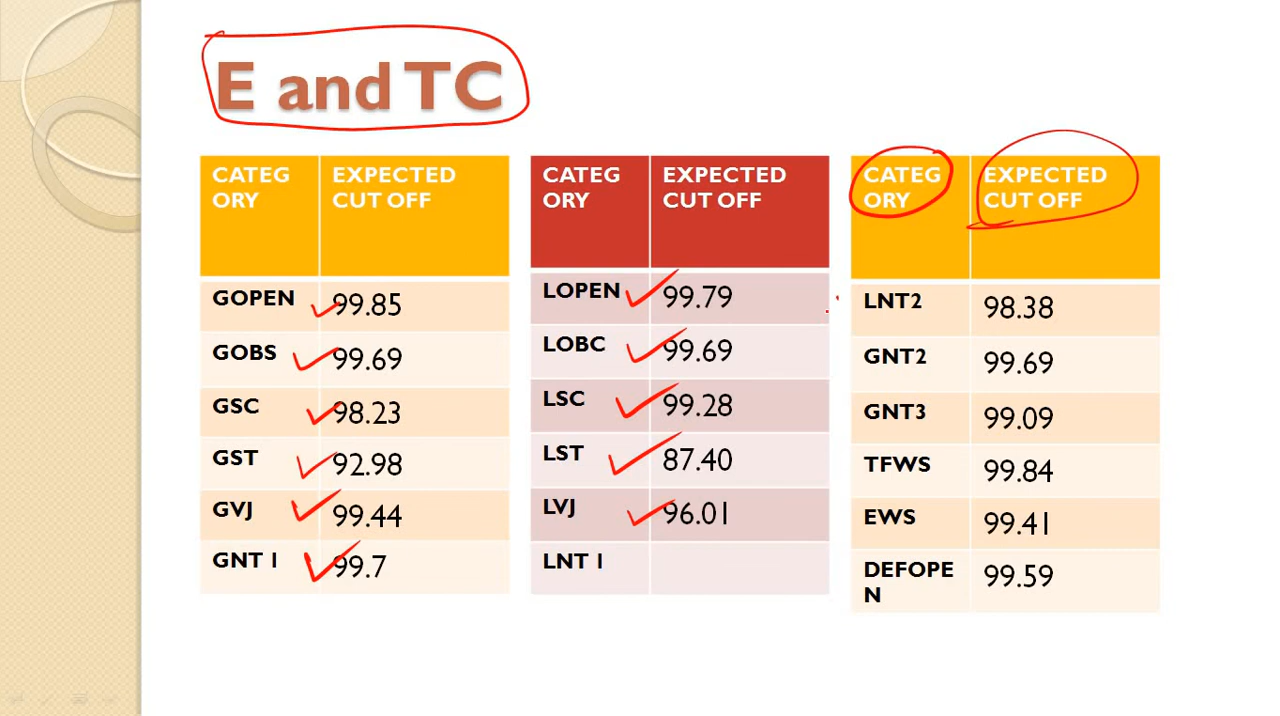 E and TC
CATEG
ORY
EXPECTED
CUT OFF
GOPEN 99.85
GOBS 99.69
GSC 98.23
GST 92.98
GVJ 99.44
GNT 1 99.7
CATEG
ORY
EXPECTED
CUT OFF
LOPEN 99.79
LOBC 99.69
LSC 99.28
LST 87.40
LVJ 96.01
LNT 1
CATEG
ORY
EXPECTED
CUT OFF
LNT2 98.38
GNT2 99.69
GNT3 99.09
TFWS 99.84
EWS 99.41
DEFOPE 99.59
N